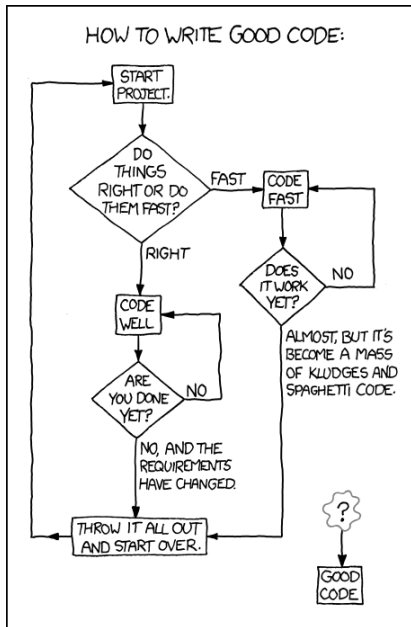 HOW TO WRITE GOOD CODE:
START
PROJECT.
DO
THINGS
RIGHT OR DO
THEM FAST?
FAST
CODE
FAST
RIGHT
DOES
IT WORK
YET?
NO
CODE
WELL
ALMOST, BUT IT'S
BECOME A MASS
OF KLUDGES AND
SPAGHETTI CODE.
ARE
YOU DONE
YET?
NO
NO, AND THE
REQUIREMENTS
HAVE CHANGED.
THROW IT ALL OUT
AND START OVER.
?
GOOD
CODE